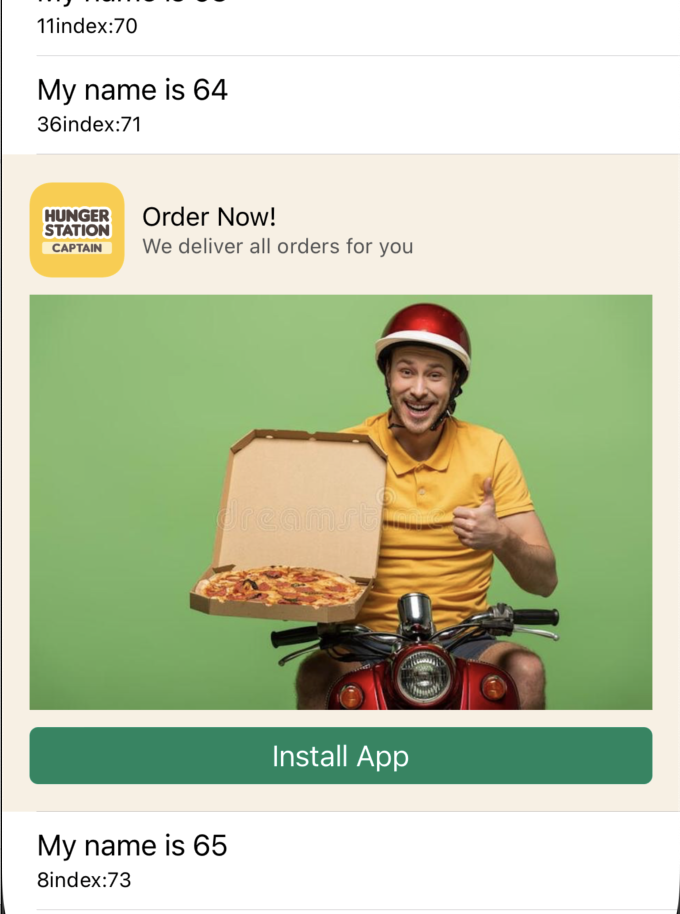 11index:70
My name is 64
36index:71
HUNGER
STATION
CAPTAIN
Order Now!
We deliver all orders for you
dreamstime
Install App
My name is 65
8index:73